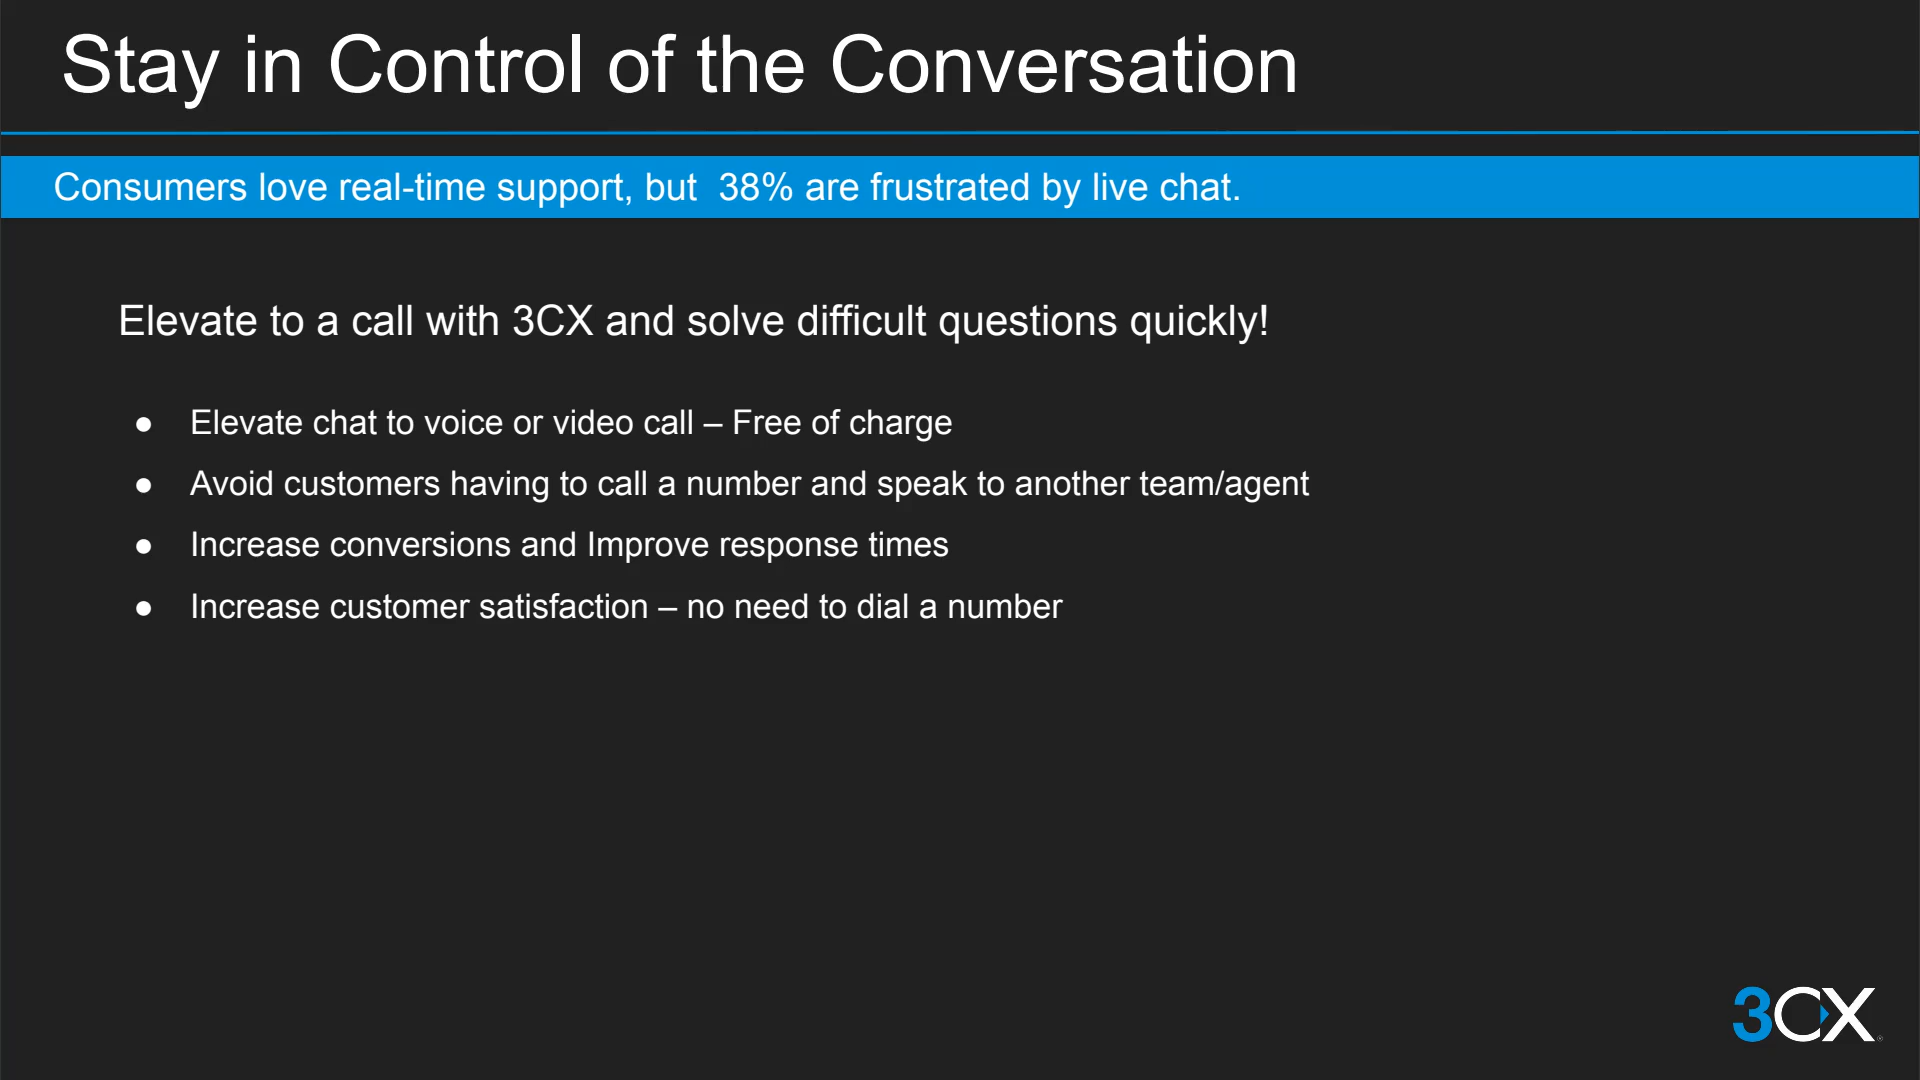 Stay in Control of the Conversation
Consumers love real-time support, but  38% are frustrated by live chat.
Elevate to a call with 3CX and solve difficult questions quickly!
● Elevate chat to voice or video call – Free of charge
● Avoid customers having to call a number and speak to another team/agent
● Increase conversions and Improve response times
● Increase customer satisfaction – no need to dial a number
3CX®